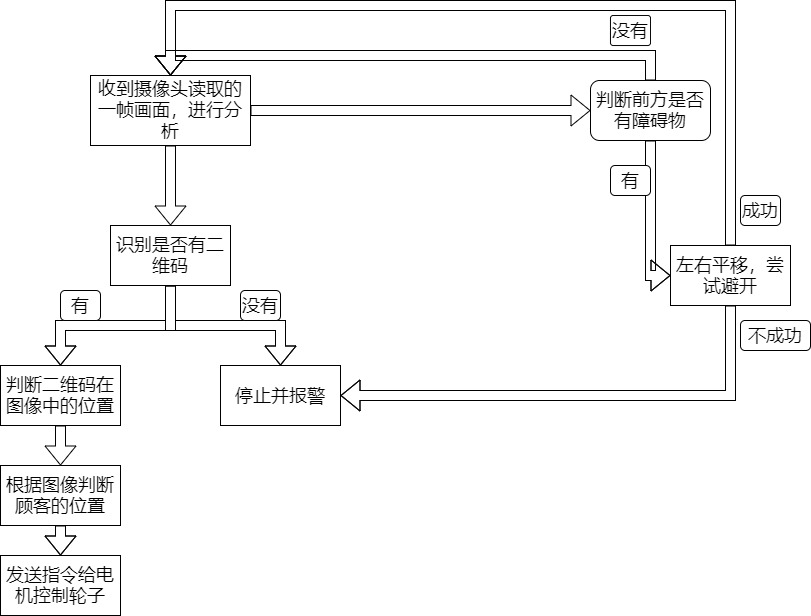 没有
收到摄像头读取的
一帧画面，进行分
析
判断前方是否
有障碍物
有
成功
识别是否有二
维码
左右平移，尝
试避开
有
没有
不成功
判断二维码在
图像中的位置
停止并报警
根据图像判断
顾客的位置
发送指令给电
机控制轮子